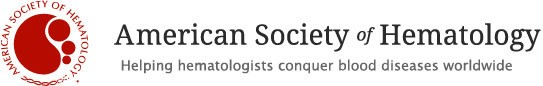 AMERICAN SOCIETY OF HEMATOLOGY
American Society of Hematology
Helping hematologists conquer blood diseases worldwide